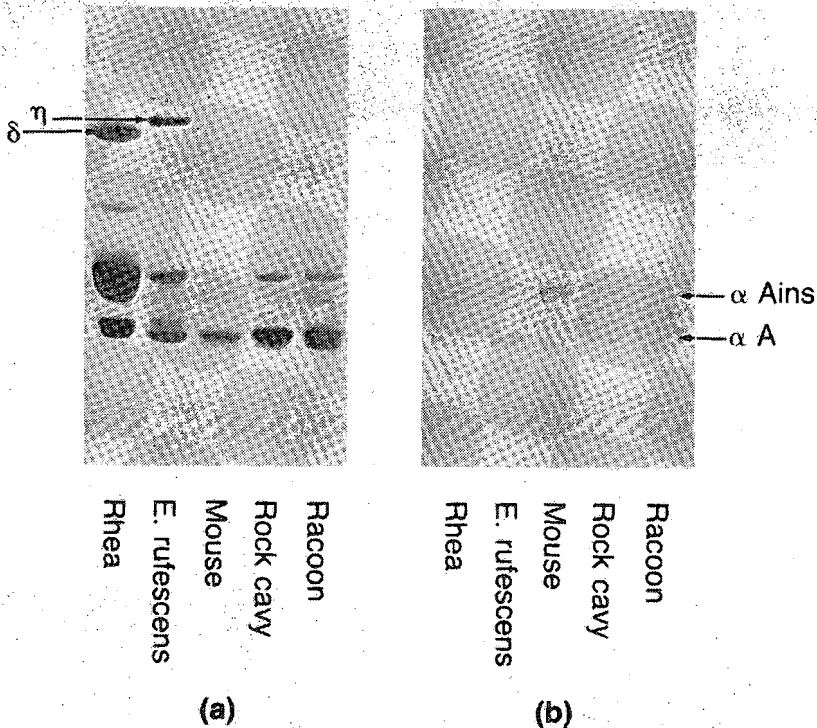 η
δ
α Ains
α A
Rhea
E. rufescens
Mouse
Rock cavy
Racoon
Rhea
E. rufescens
Mouse
Rock cavy
Racoon
(a)
(b)